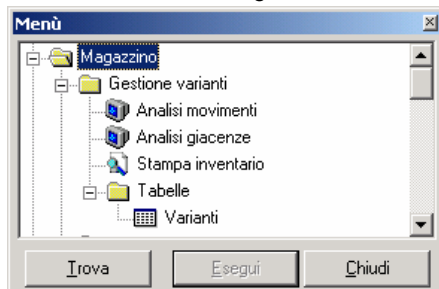 Menù
Magazzino
Gestione varianti
Analisi movimenti
Analisi giacenze
Stampa inventario
Tabelle
Varianti
Trova Esegui Chiudi